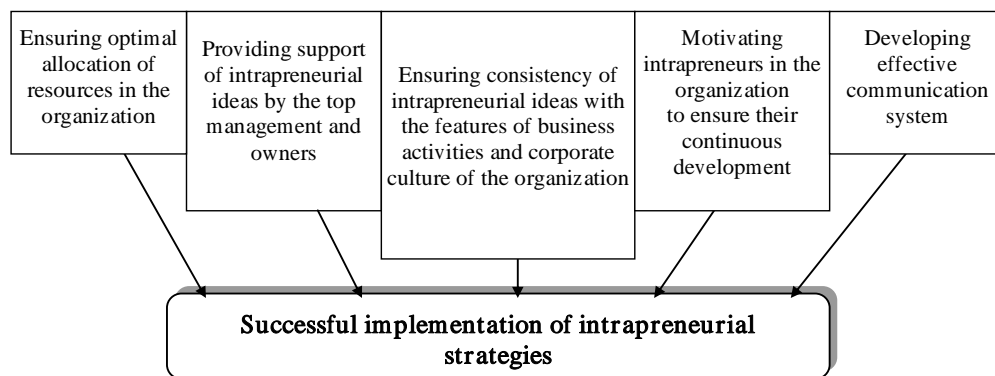 Ensuring optimal
allocation of
resources in the
organization
Providing support
of intrapreneurial
ideas by the top
management and
owners
Ensuring consistency of
intrapreneurial ideas with
the features of business
activities and corporate
culture of the organization
Motivating
intrapreneurs in the
organization
to ensure their
continuous
development
Developing
effective
communication
system
Successful implementation of intrapreneurial
strategies